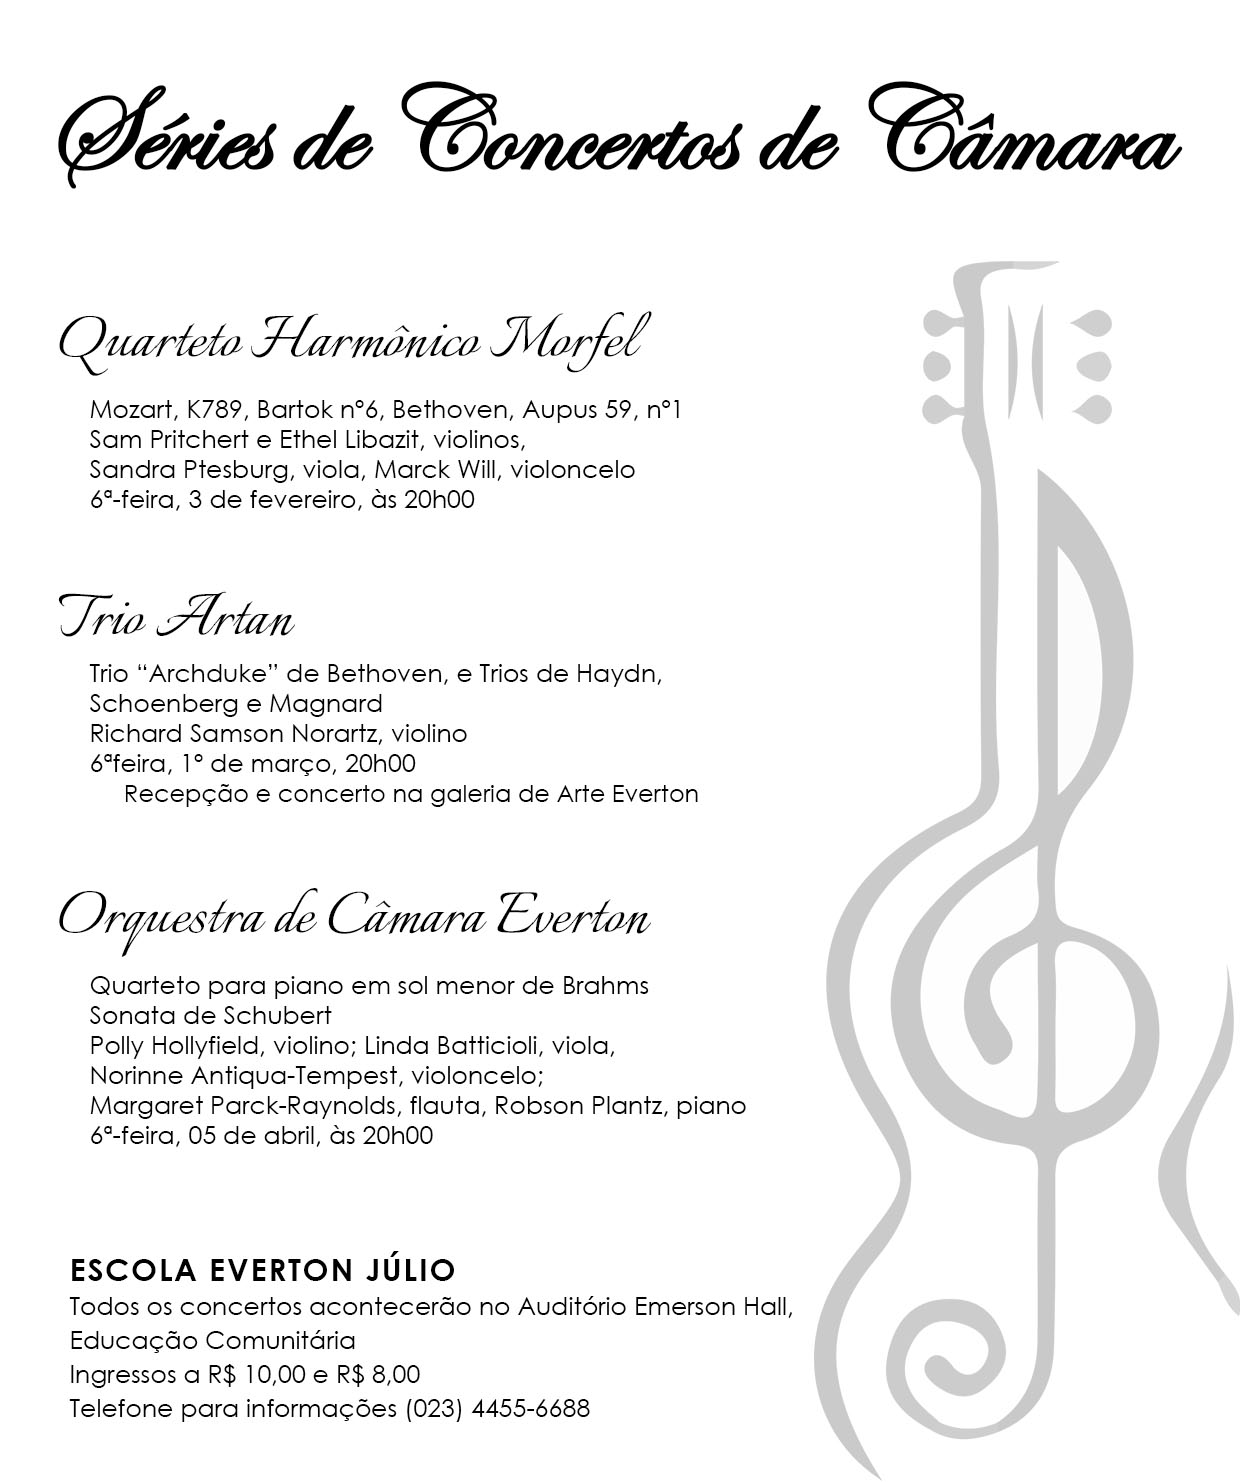 Séries de Concertos de Câmara
Quarteto Harmônico Morfel
Mozart, K789, Bartok nº6, Bethoven, Aupus 59, nº1
Sam Pritchert e Ethel Libazit, violinos,
Sandra Ptesburg, viola, Marck Will, violoncelo
6ª-feira, 3 de fevereiro, às 20h00
Trio Artan
Trio “Archduke” de Bethoven, e Trios de Haydn,
Schoenberg e Magnard
Richard Samson Norartz, violino
6ªfeira, 1º de março, 20h00
Recepção e concerto na galeria de Arte Everton
Orquestra de Câmara Everton
Quarteto para piano em sol menor de Brahms
Sonata de Schubert
Polly Hollyfield, violino; Linda Batticioli, viola,
Norinne Antiqua-Tempest, violoncelo;
Margaret Parck-Raynolds, flauta, Robson Plantz, piano
6ª-feira, 05 de abril, às 20h00
ESCOLA EVERTON JÚLIO
Todos os concertos acontecerão no Auditório Emerson Hall,
Educação Comunitária
Ingressos a R$ 10,00 e R$ 8,00
Telefone para informações (023) 4455-6688